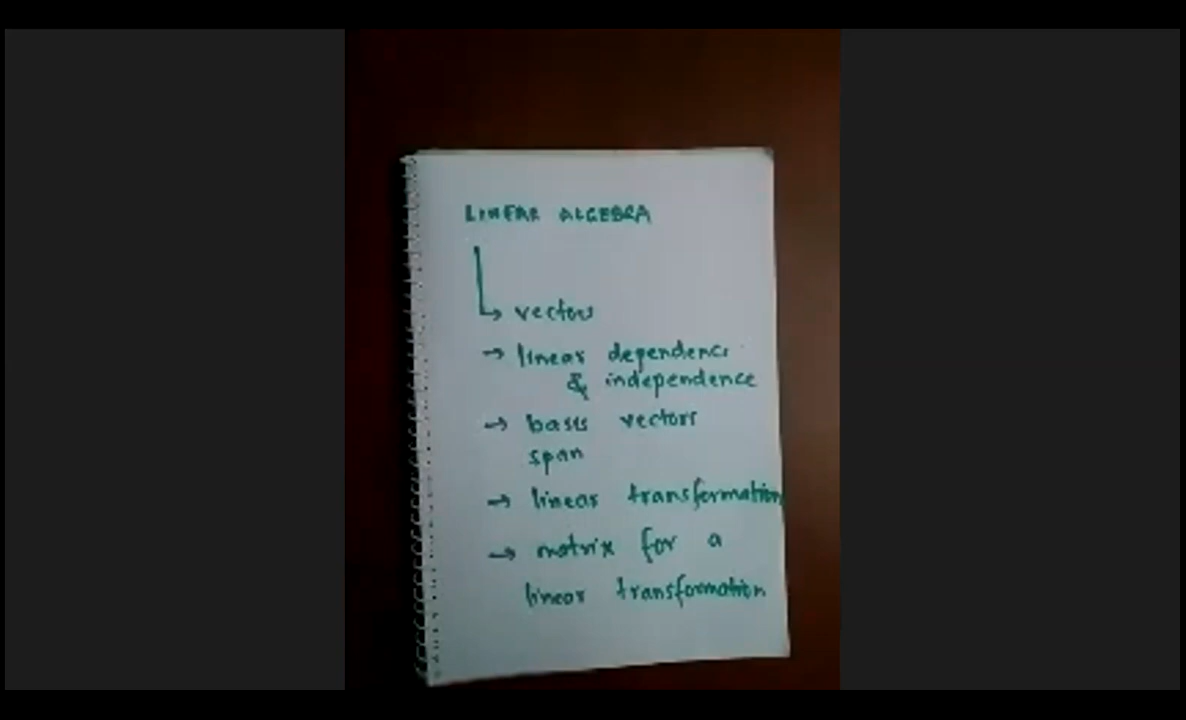 LINEAR ALGEBRA
↳ vectors
→ linear dependence
& independence
→ basis vectors
span
→ linear transformation
→ matrix for a
linear transformation